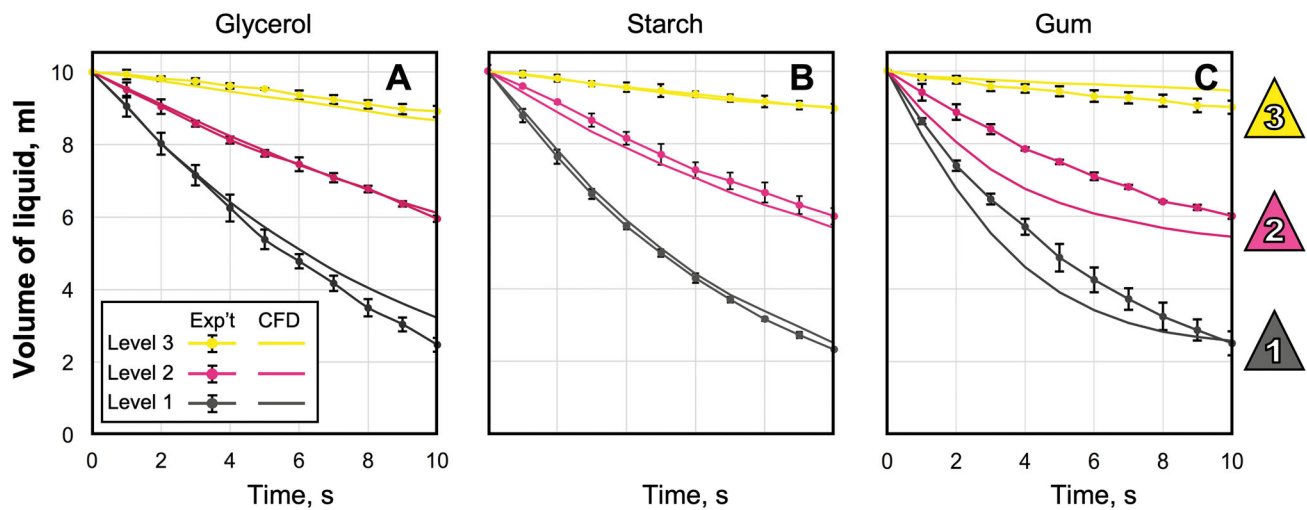 Glycerol
Starch
Gum
Volume of liquid, ml
10
8
6
4
2
0
A
B
C
Exp't CFD
Level 3
Level 2
Level 1
3
2
1
0 2 4 6 8 10
0 2 4 6 8 10
Time, s
Time, s
Time, s